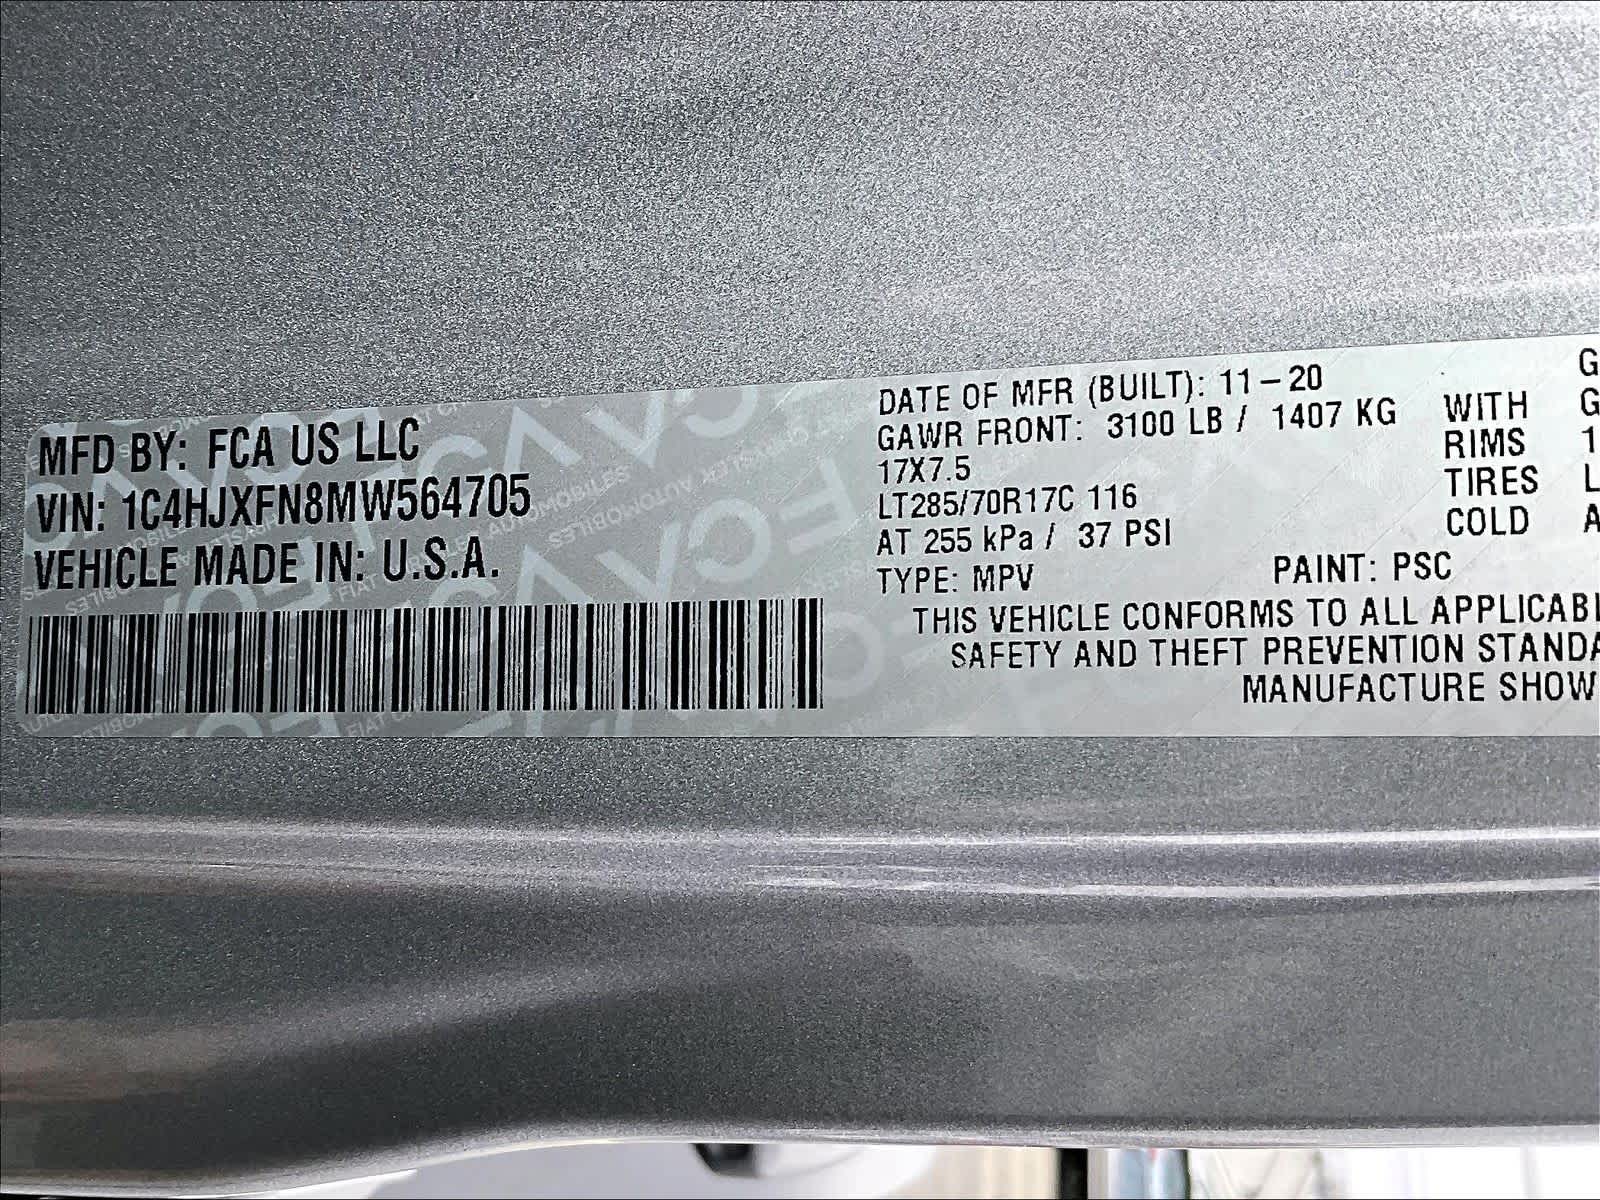 MFD BY: FCA US LLC
VIN: 1C4HJXFN8MW564705
VEHICLE MADE IN: U.S.A.
DATE OF MFR (BUILT): 11-20
GAWR FRONT: 3100 LB / 1407 KG WITH
17X7.5 RIMS
LT285/70R17C 116 TIRES
AT 255 kPa / 37 PSI COLD
TYPE: MPV PAINT: PSC
THIS VEHICLE CONFORMS TO ALL APPLICABL
SAFETY AND THEFT PREVENTION STANDA
MANUFACTURE SHOW